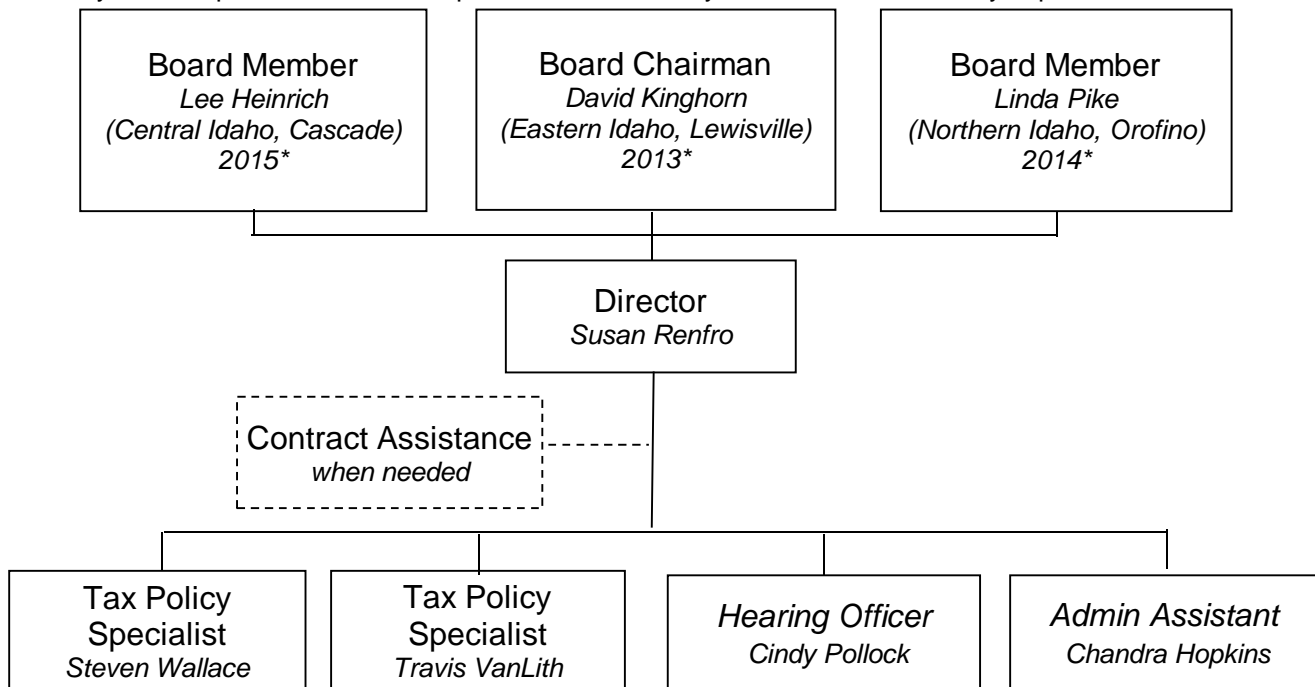 Board Member
Lee Heinrich
(Central Idaho, Cascade)
2015*
Board Chairman
David Kinghorn
(Eastern Idaho, Lewisville)
2013*
Board Member
Linda Pike
(Northern Idaho, Orofino)
2014*
Director
Susan Renfro
Contract Assistance
when needed
Tax Policy
Specialist
Steven Wallace
Tax Policy
Specialist
Travis VanLith
Hearing Officer
Cindy Pollock
Admin Assistant
Chandra Hopkins